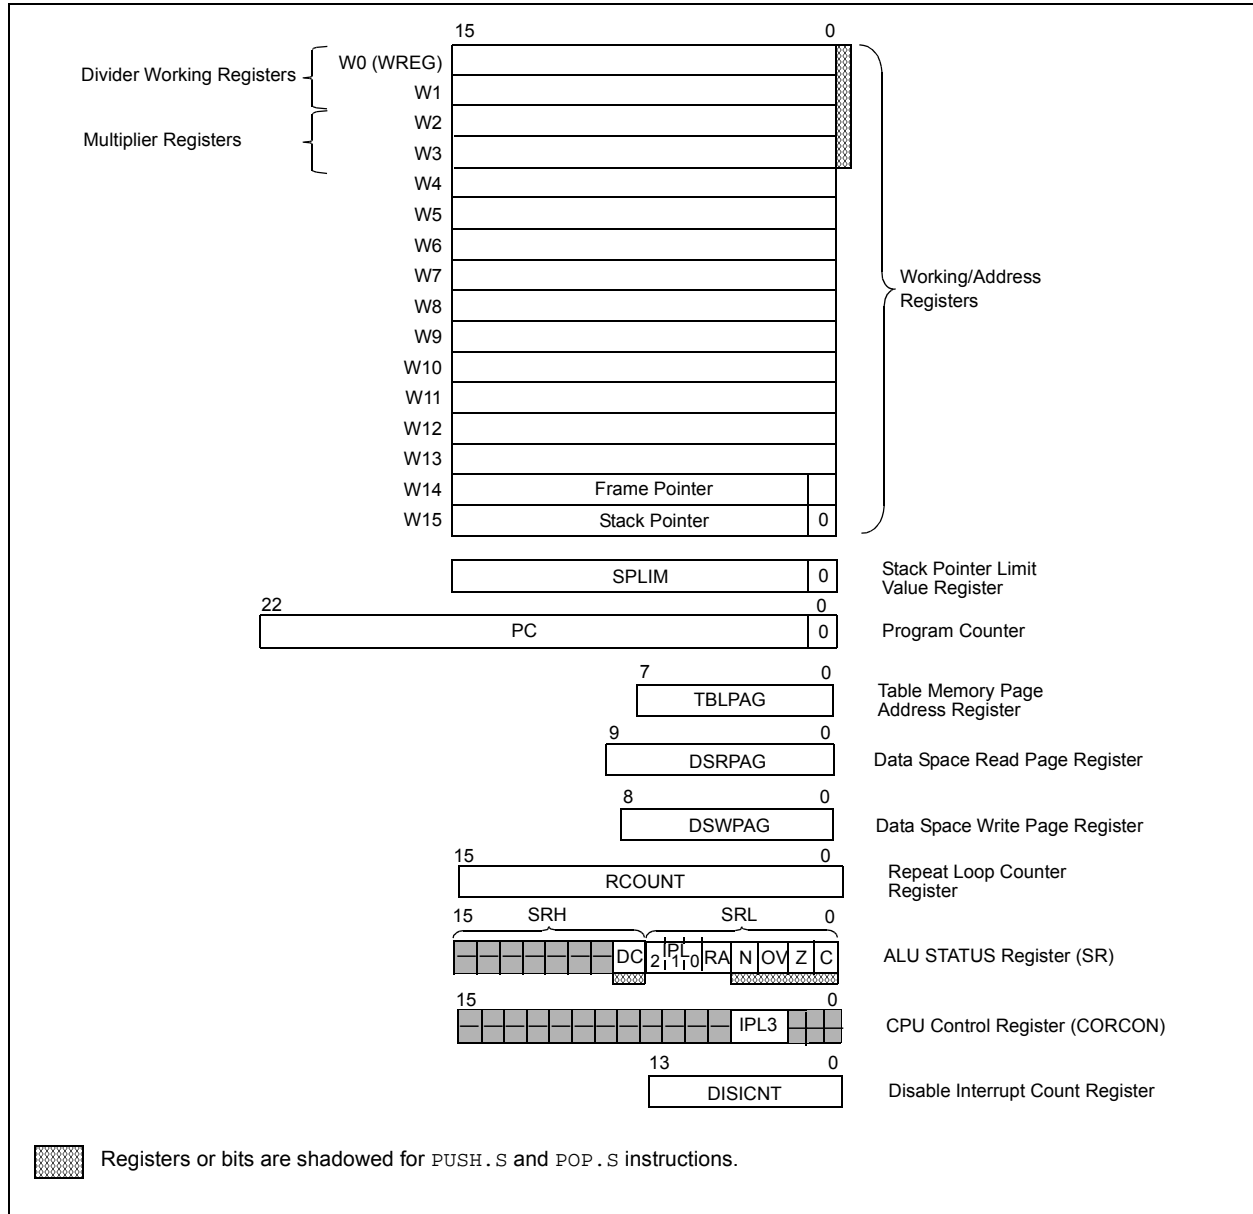 15 0
Divider Working Registers
W0 (WREG)
W1
Multiplier Registers
W2
W3
W4
W5
W6
W7
W8
W9
W10
W11
W12
W13
W14 Frame Pointer
W15 Stack Pointer 0
Working/Address
Registers
SPLIM 0
Stack Pointer Limit
Value Register
22 0
PC 0 Program Counter
7 0
TBLPAG
Table Memory Page
Address Register
9 0
DSRPAG Data Space Read Page Register
8 0
DSWPAG Data Space Write Page Register
15 0
RCOUNT
Repeat Loop Counter
Register
15 SRH SRL 0
DC IPL 2 1 0 RA N OV Z C ALU STATUS Register (SR)
15 0
IPL3 CPU Control Register (CORCON)
13 0
DISICNT Disable Interrupt Count Register
Registers or bits are shadowed for PUSH.S and POP.S instructions.